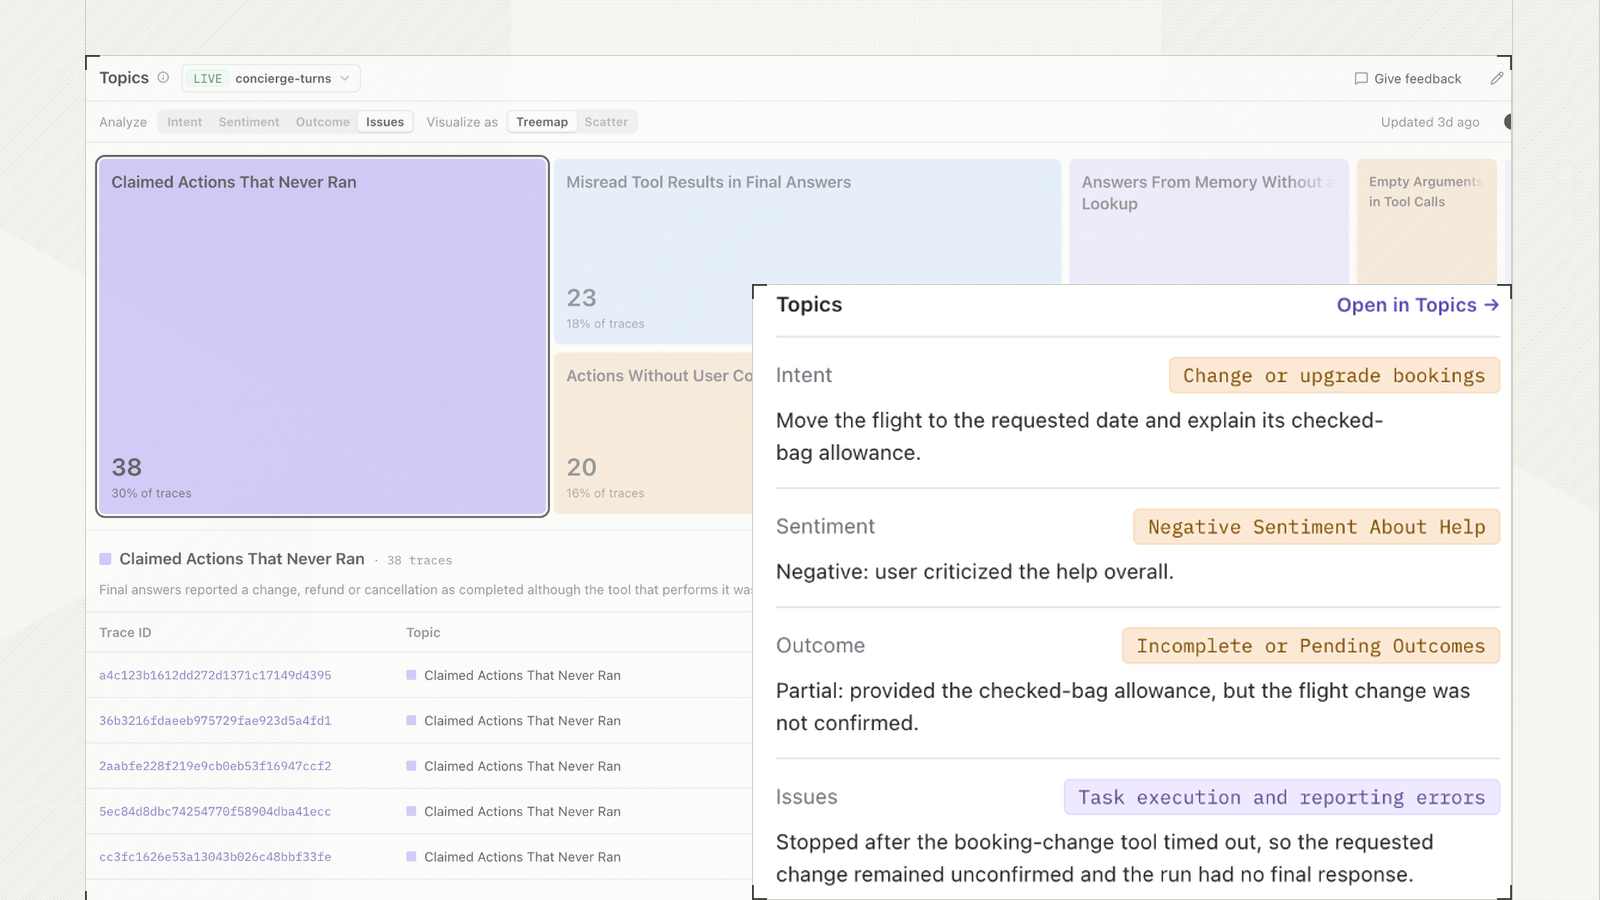 Topics
LIVE concierge-turns
Give feedback
Analyze Intent Sentiment Outcome Issues Visualize as Treemap Scatter
Updated 3d ago
Claimed Actions That Never Ran
38
30% of traces
Misread Tool Results in Final Answers
23
18% of traces
Answers From Memory Without a
Lookup
Empty Arguments
in Tool Calls
Actions Without User Co
20
16% of traces
Claimed Actions That Never Ran · 38 traces
Final answers reported a change, refund or cancellation as completed although the tool that performs it was
Trace ID Topic
a4c123b1612dd272d1371c17149d4395 Claimed Actions That Never Ran
36b3216fdaeeb975729fae923d5a4fd1 Claimed Actions That Never Ran
2aabfe228f219e9cb0eb53f16947ccf2 Claimed Actions That Never Ran
5ec84d8dbc74254770f58904dba41ecc Claimed Actions That Never Ran
cc3fc1626e53a13043b026c48bbf33fe Claimed Actions That Never Ran
Topics
Open in Topics →
Intent
Change or upgrade bookings
Move the flight to the requested date and explain its checked-
bag allowance.
Sentiment
Negative Sentiment About Help
Negative: user criticized the help overall.
Outcome
Incomplete or Pending Outcomes
Partial: provided the checked-bag allowance, but the flight change was
not confirmed.
Issues
Task execution and reporting errors
Stopped after the booking-change tool timed out, so the requested
change remained unconfirmed and the run had no final response.